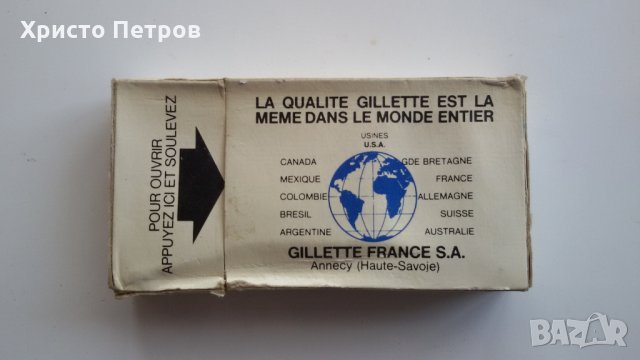 Христо Петров
POUR OUVRIR
APPUYEZ ICI ET SOULEVEZ
LA QUALITE GILLETTE EST LA
MEME DANS LE MONDE ENTIER
USINES
U.S.A.
CANADA GDE BRETAGNE
MEXIQUE FRANCE
COLOMBIE ALLEMAGNE
BRESIL SUISSE
ARGENTINE AUSTRALIE
GILLETTE FRANCE S.A.
Annecy (Haute-Savoie)
BAZAR